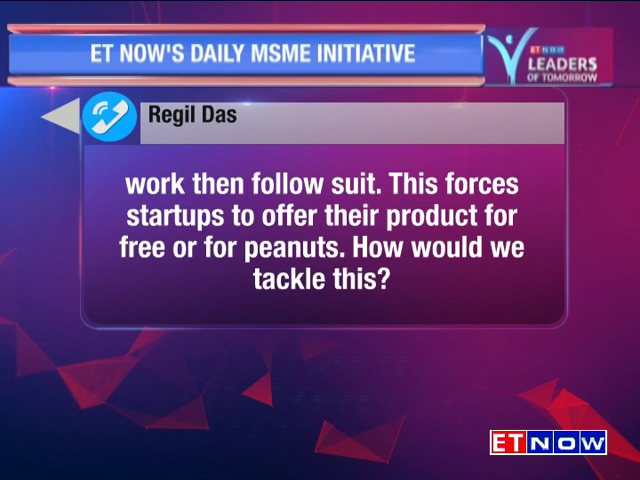 ET NOW'S DAILY MSME INITIATIVE
ET NOW
LEADERS
OF TOMORROW
Regil Das
work then follow suit. This forces
startups to offer their product for
free or for peanuts. How would we
tackle this?
ET NOW